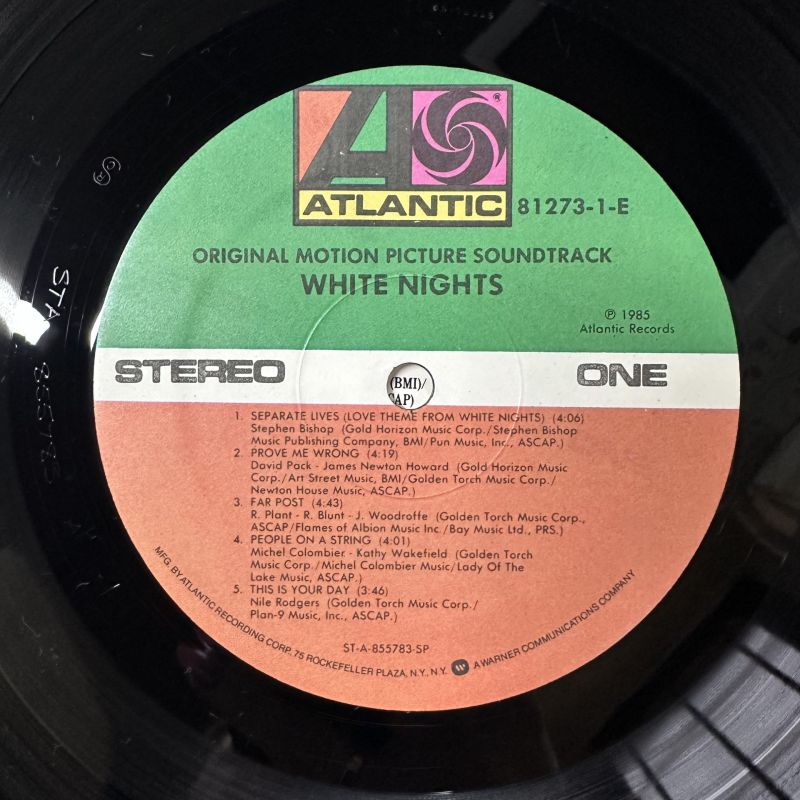 ATLANTIC
®
81273-1-E
ORIGINAL MOTION PICTURE SOUNDTRACK
WHITE NIGHTS
℗ 1985
Atlantic Records
STEREO
(BMI)/
CAP)
ONE
1. SEPARATE LIVES (LOVE THEME FROM WHITE NIGHTS) (4:06)
Stephen Bishop (Gold Horizon Music Corp./Stephen Bishop
Music Publishing Company, BMI/Pun Music, Inc., ASCAP.)
2. PROVE ME WRONG (4:19)
David Pack - James Newton Howard (Gold Horizon Music
Corp./Art Street Music, BMI/Golden Torch Music Corp./
Newton House Music, ASCAP.)
3. FAR POST (4:43)
R. Plant - R. Blunt - J. Woodroffe (Golden Torch Music Corp.,
ASCAP/Flames of Albion Music Inc./Bay Music Ltd., PRS.)
4. PEOPLE ON A STRING (4:01)
Michel Colombier - Kathy Wakefield (Golden Torch
Music Corp./Michel Colombier Music/Lady Of The
Lake Music, ASCAP.)
5. THIS IS YOUR DAY (3:46)
Nile Rodgers (Golden Torch Music Corp./
Plan-9 Music, Inc., ASCAP.)
ST-A-855783-SP
MFG. BY ATLANTIC RECORDING CORP. 75 ROCKEFELLER PLAZA, N.Y. N.Y. A WARNER COMMUNICATIONS COMPANY
STA 855783